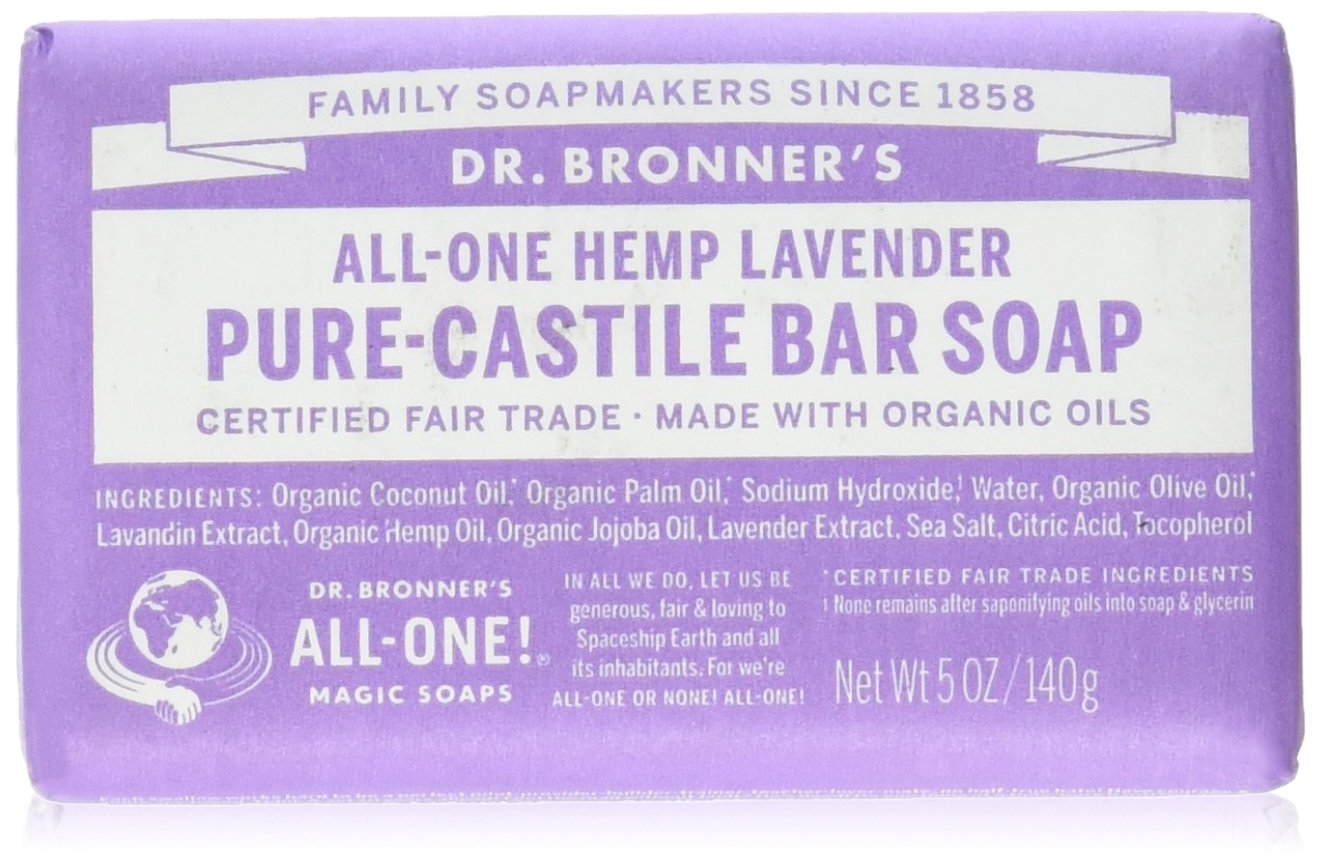 FAMILY SOAPMAKERS SINCE 1858
DR. BRONNER'S
ALL-ONE HEMP LAVENDER
PURE-CASTILE BAR SOAP
CERTIFIED FAIR TRADE · MADE WITH ORGANIC OILS
INGREDIENTS: Organic Coconut Oil,* Organic Palm Oil,* Sodium Hydroxide,¹ Water, Organic Olive Oil,*
Lavandin Extract, Organic Hemp Oil, Organic Jojoba Oil, Lavender Extract, Sea Salt, Citric Acid, Tocopherol
DR. BRONNER'S
ALL-ONE!®
MAGIC SOAPS
IN ALL WE DO, LET US BE
generous, fair & loving to
Spaceship Earth and all
its inhabitants. For we're
ALL-ONE OR NONE! ALL-ONE!
*CERTIFIED FAIR TRADE INGREDIENTS
¹ None remains after saponifying oils into soap & glycerin
Net Wt 5 OZ/140g